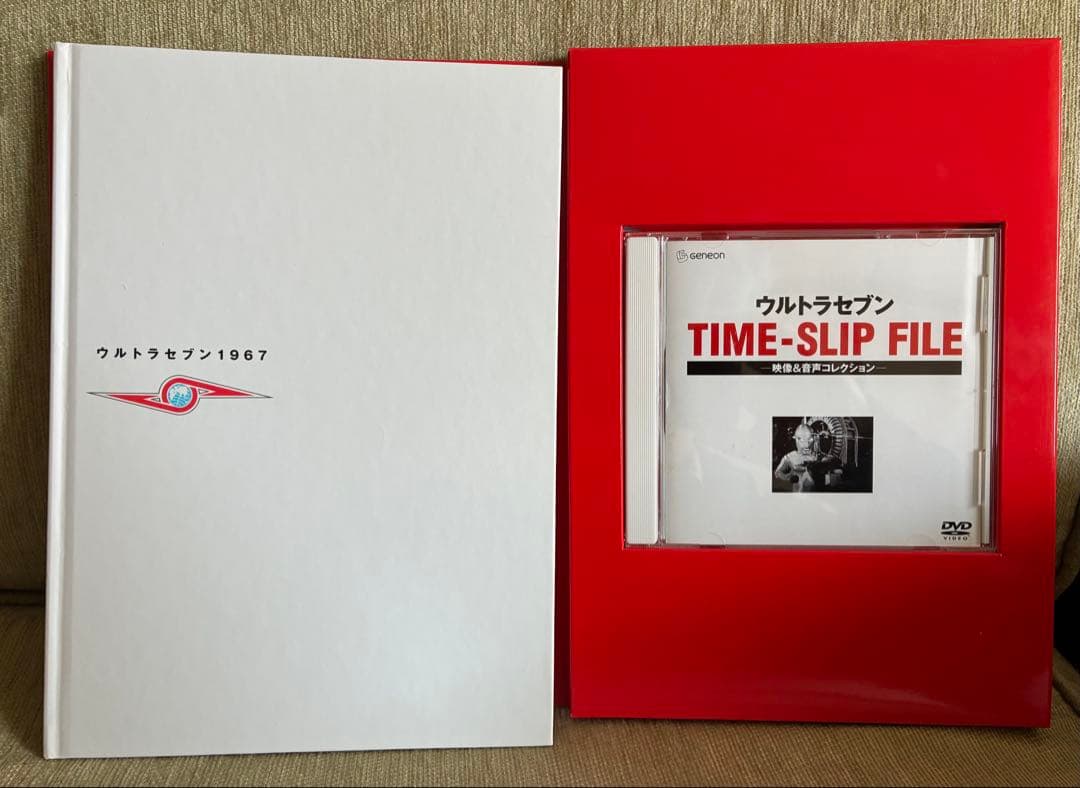 ウルトラセブン1967
Geneon
ウルトラセブン
TIME-SLIP FILE
―映像&音声コレクション―
DVD
VIDEO